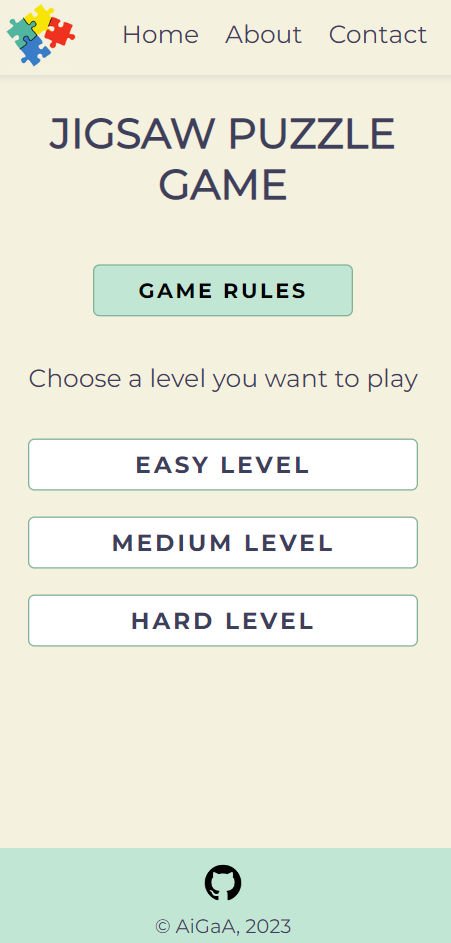 Home About Contact
JIGSAW PUZZLE
GAME
GAME RULES
Choose a level you want to play
EASY LEVEL
MEDIUM LEVEL
HARD LEVEL
© AiGaA, 2023